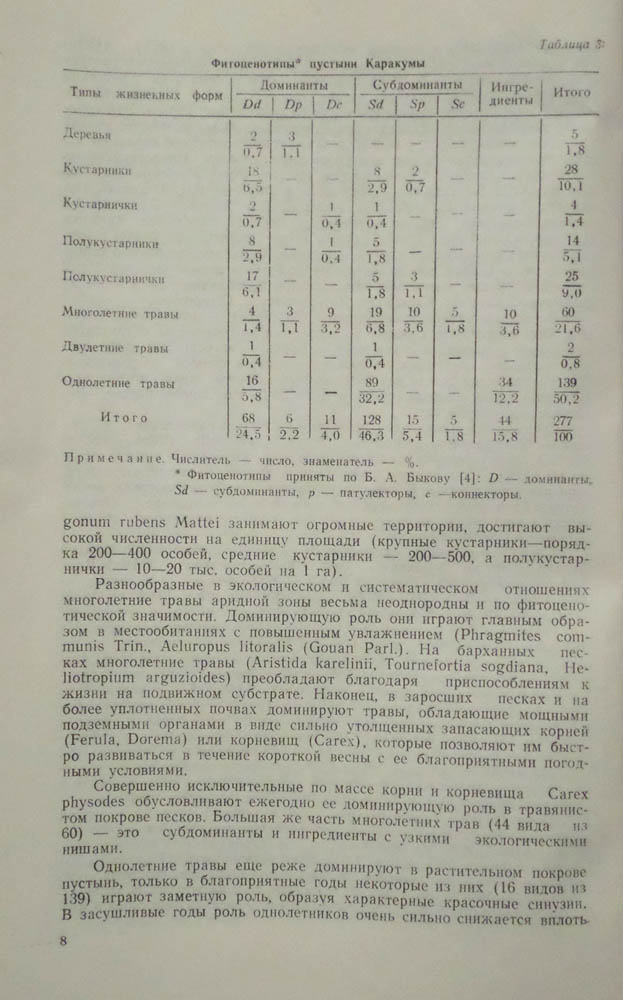 Таблица 3
Фитоценотипы* пустыни Каракумы
Типы жизненных форм | Доминанты | Субдоминанты | Ингредиенты | Итого
Dd | Dp | Dc | Sd | Sp | Sc
Деревья 2/0,7 3/1,1 — — — — — 5/1,8
Кустарники 18/6,5 — — 8/2,9 2/0,7 — — 28/10,1
Кустарнички 2/0,7 — 1/0,4 1/0,4 — — — 4/1,4
Полукустарники 8/2,9 — 1/0,4 5/1,8 — — — 14/5,1
Полукустарнички 17/6,1 — — 5/1,8 3/1,1 — — 25/9,0
Многолетние травы 4/1,4 3/1,1 9/3,2 19/6,8 10/3,6 5/1,8 10/3,6 60/21,6
Двулетние травы 1/0,4 — — 1/0,4 — — — 2/0,8
Однолетние травы 16/5,8 — — 89/32,2 — — 34/12,2 139/50,2
Итого 68/24,5 6/2,2 11/4,0 128/46,3 15/5,4 5/1,8 44/15,8 277/100
Примечание. Числитель — число, знаменатель — %.
* Фитоценотипы приняты по Б. А. Быкову [4]: D — доминанты,
Sd — субдоминанты, p — патулекторы, c — коннекторы.
gonum rubens Mattei занимают огромные территории, достигают вы-
сокой численности на единицу площади (крупные кустарники—поряд-
ка 200—400 особей, средние кустарники — 200—500, а полукустар-
нички — 10—20 тыс. особей на 1 га).
Разнообразные в экологическом и систематическом отношениях
многолетние травы аридной зоны весьма неоднородны и по фитоцено-
тической значимости. Доминирующую роль они играют главным обра-
зом в местообитаниях с повышенным увлажнением (Phragmites com-
munis Trin., Aeluropus litoralis (Gouan Parl.). На барханных пес-
ках многолетние травы (Aristida karelinii, Tournefortia sogdiana, He-
liotropium arguzioides) преобладают благодаря приспособлениям к
жизни на подвижном субстрате. Наконец, в заросших песках и на
более уплотненных почвах доминируют травы, обладающие мощными
подземными органами в виде сильно утолщенных запасающих корней
(Ferula, Dorema) или корневищ (Carex), которые позволяют им быст-
ро развиваться в течение короткой весны с ее благоприятными погод-
ными условиями.
Совершенно исключительные по массе корни и корневища Carex
physodes обусловливают ежегодно ее доминирующую роль в травянис-
том покрове песков. Большая же часть многолетних трав (44 вида из
60) — это субдоминанты и ингредиенты с узкими экологическими
нишами.
Однолетние травы еще реже доминируют в растительном покрове
пустынь, только в благоприятные годы некоторые из них (16 видов из
139) играют заметную роль, образуя характерные красочные синузии.
В засушливые годы роль однолетников очень сильно снижается вплоть
8